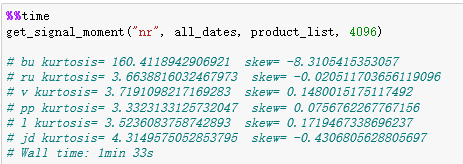 %%time
get_signal_moment("nr", all_dates, product_list, 4096)
# bu kurtosis= 160.4118942906921 skew= -8.3105415353057
# ru kurtosis= 3.6638816032467973 skew= -0.020511703656119096
# v kurtosis= 3.7191098217169283 skew= 0.1480015175117492
# pp kurtosis= 3.3323133125732047 skew= 0.0756762267767156
# l kurtosis= 3.5236083758742893 skew= 0.1719467338696237
# jd kurtosis= 4.3149575052853795 skew= -0.4306805628805697
# Wall time: 1min 33s